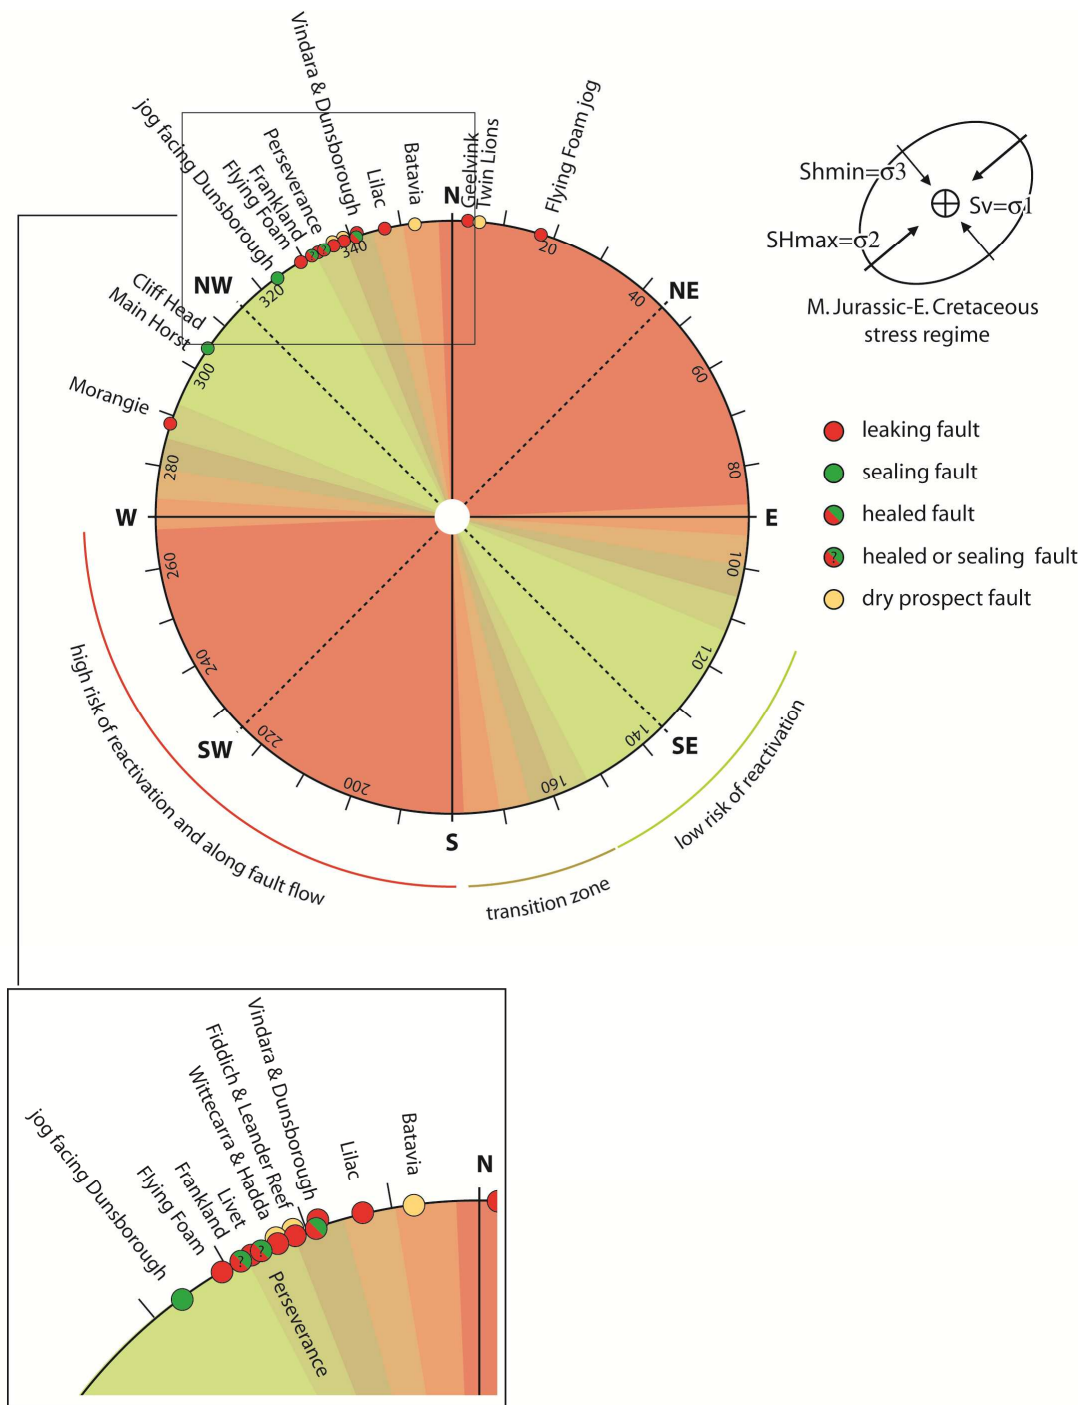 Vindara & Dunsborough
jog facing Dunsborough
Perseverance
Frankland
Flying Foam
Lilac
Batavia
N
Geelvink
Twin Lions
Flying Foam jog
Cliff Head
Main Horst
Morangie
NW
NE
W
E
SW
SE
S
20
40
60
80
100
120
140
160
200
220
240
260
280
300
320
340
high risk of reactivation and along fault flow
transition zone
low risk of reactivation
Shmin=σ3
Sv=σ1
SHmax=σ2
M. Jurassic-E. Cretaceous
stress regime
leaking fault
sealing fault
healed fault
?
healed or sealing fault
dry prospect fault
jog facing Dunsborough
Flying Foam
Frankland
Livet
Wittecarra & Hadda
Fiddich & Leander Reef
Vindara & Dunsborough
Lilac
Batavia
N
?
?
Perseverance